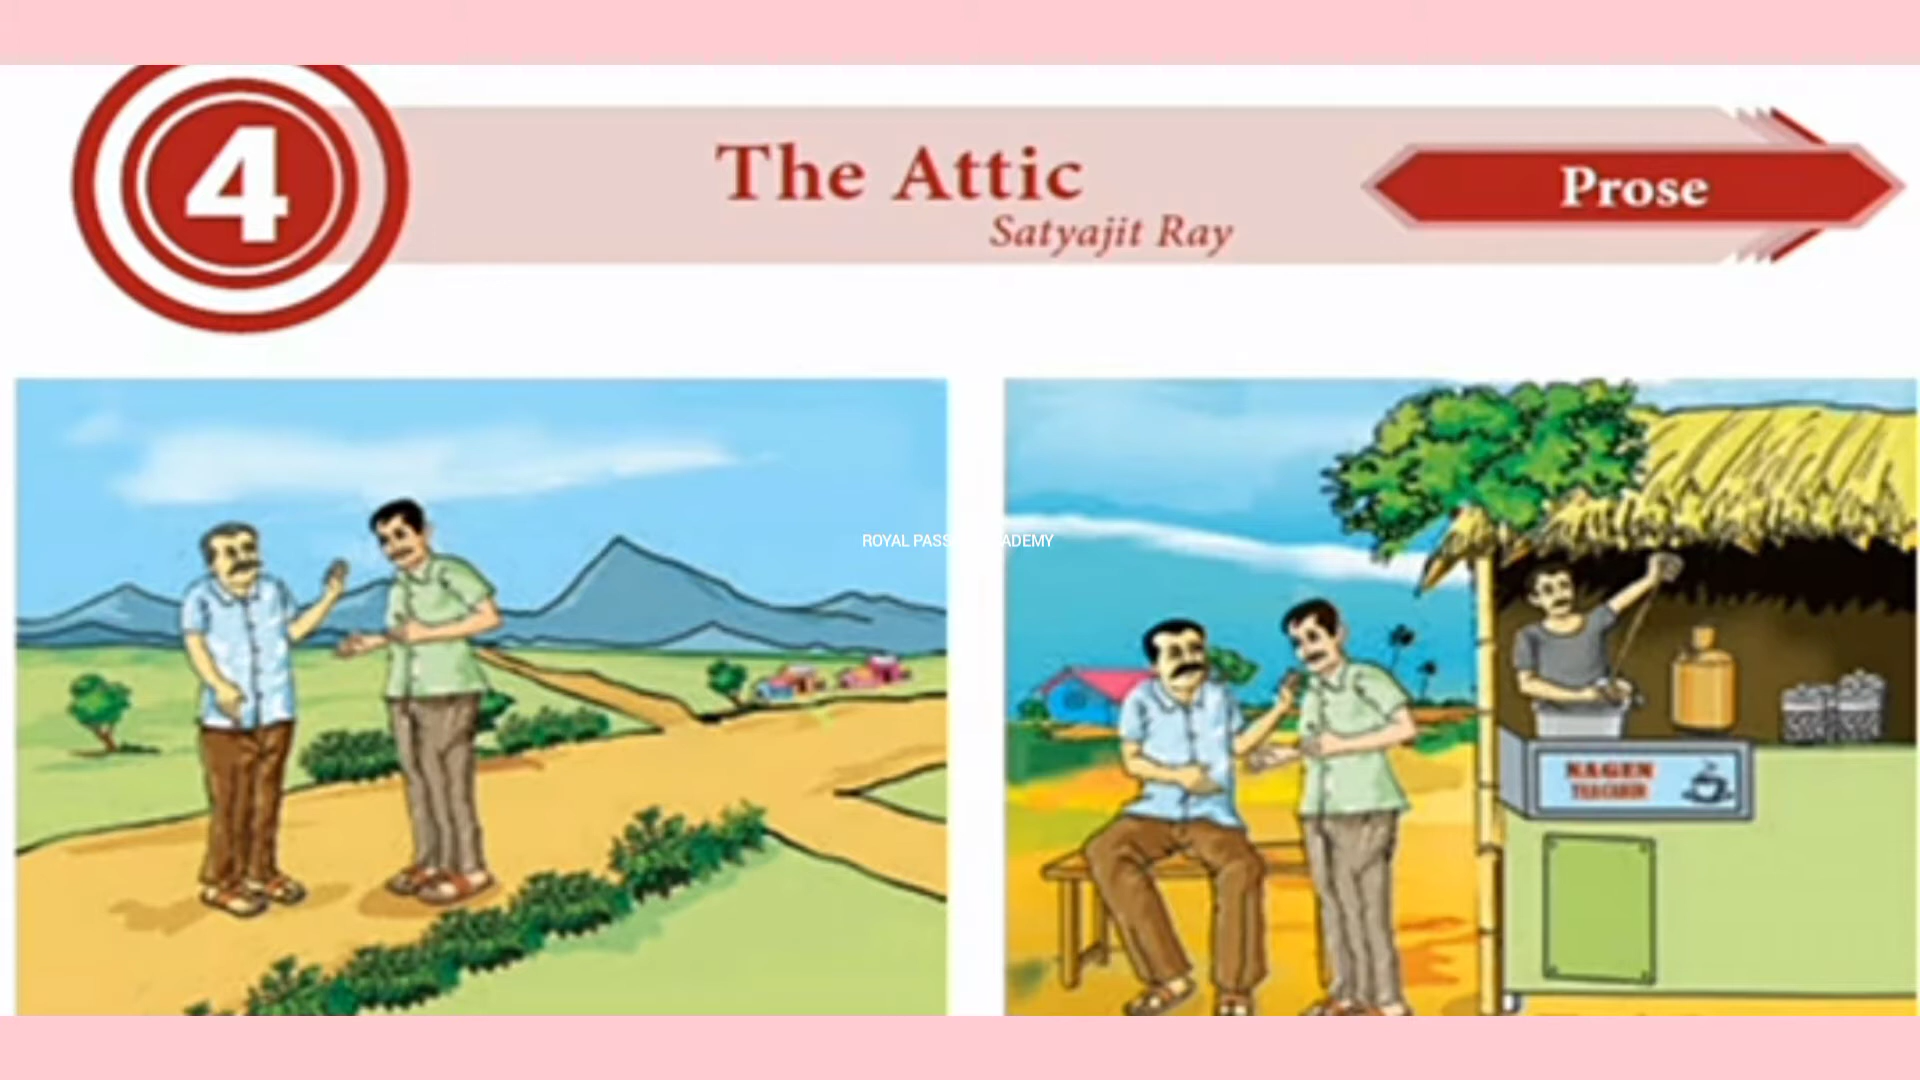 4
The Attic
Satyajit Ray
Prose
ROYAL PASS ADEMY
NAGEN